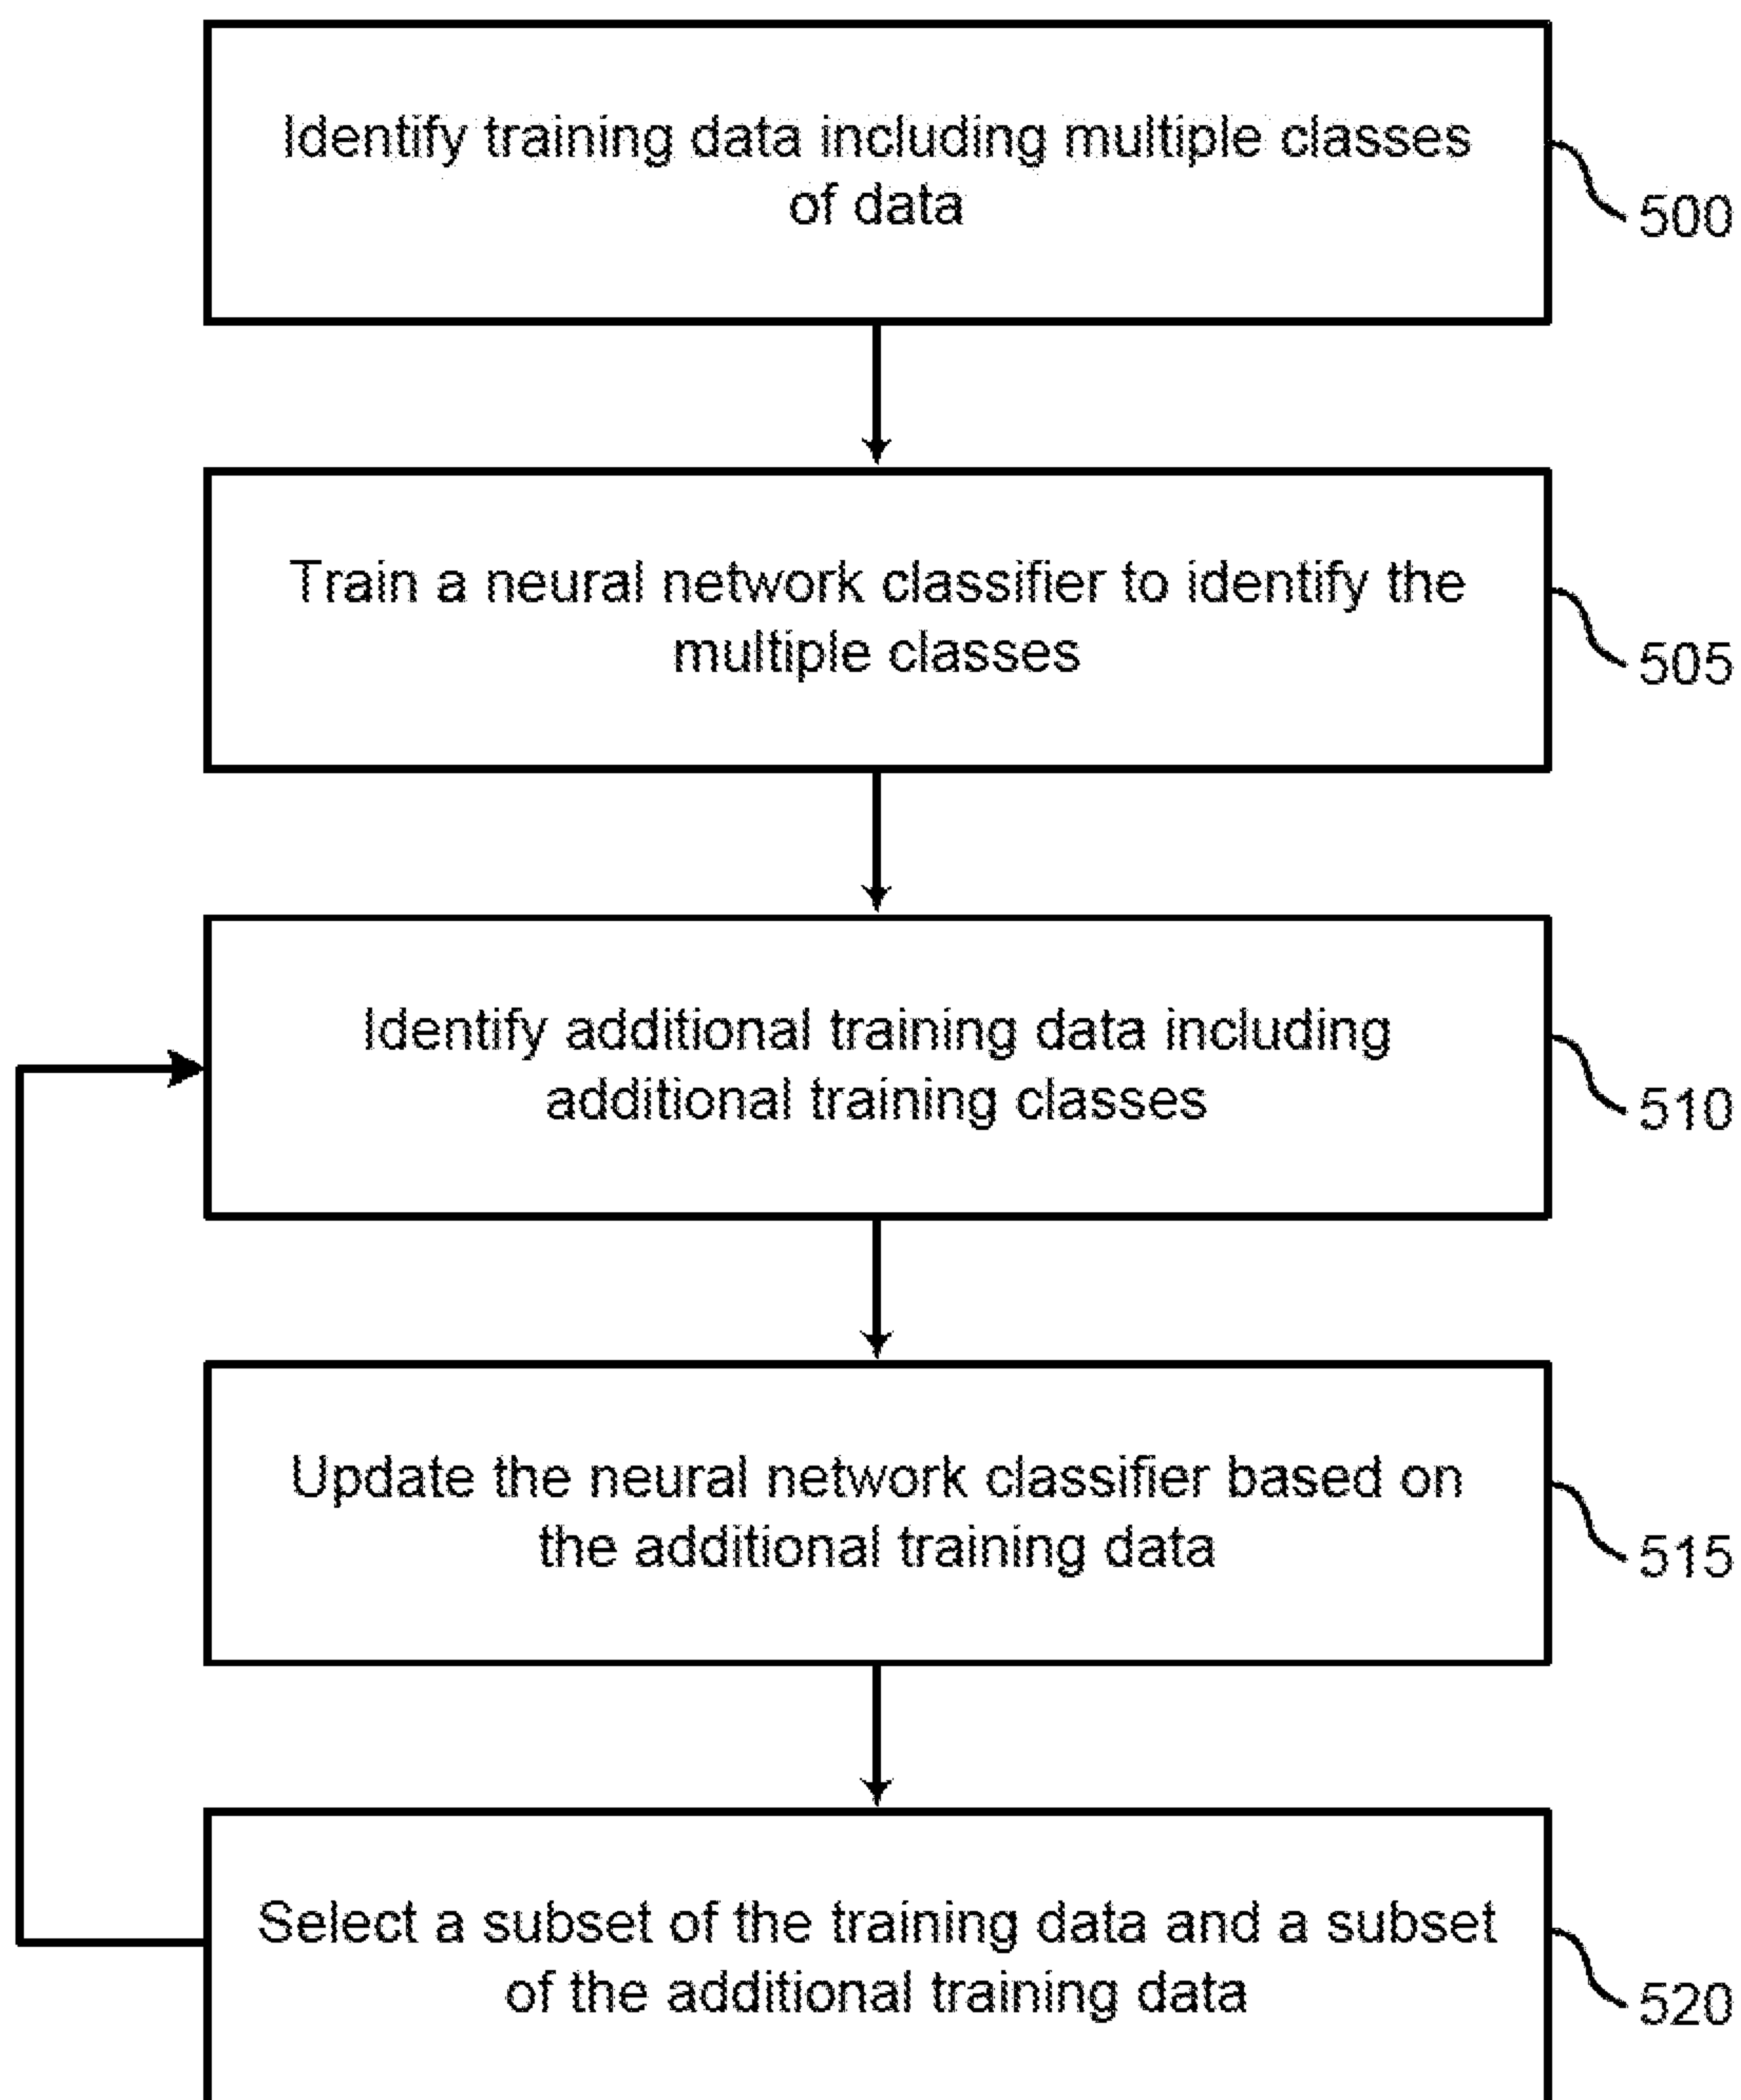 Identify training data including multiple classes
of data
500
Train a neural network classifier to identify the
multiple classes
505
Identify additional training data including
additional training classes
510
Update the neural network classifier based on
the additional training data
515
Select a subset of the training data and a subset
of the additional training data
520